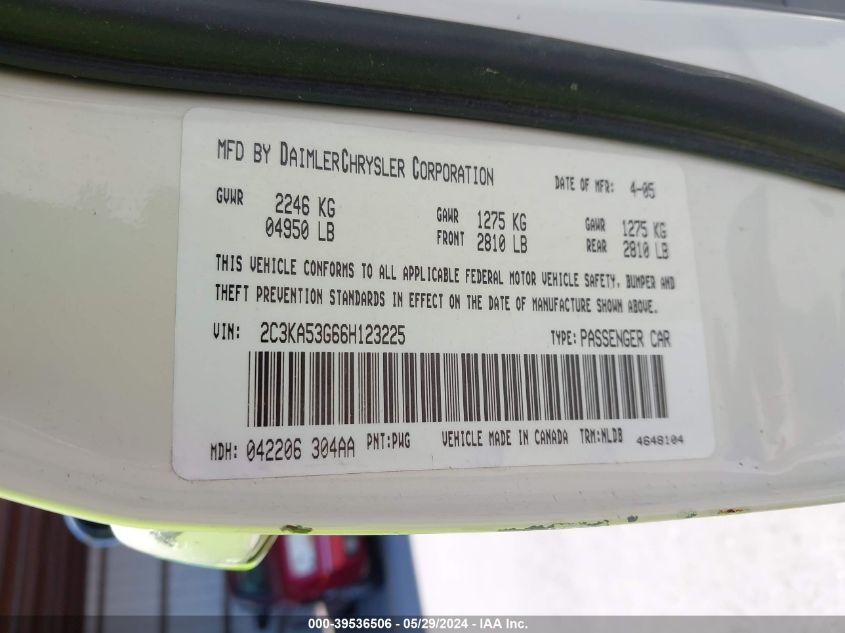 MFD BY DAIMLERCHRYSLER CORPORATION DATE OF MFR: 4-05
GVWR 2246 KG GAWR 1275 KG GAWR 1275 KG
04950 LB FRONT 2810 LB REAR 2810 LB
THIS VEHICLE CONFORMS TO ALL APPLICABLE FEDERAL MOTOR VEHICLE SAFETY, BUMPER AND
THEFT PREVENTION STANDARDS IN EFFECT ON THE DATE OF MANUFACTURE SHOWN ABOVE.
VIN: 2C3KA53G66H123225 TYPE: PASSENGER CAR
MDH: 042206 304AA PNT:PWG VEHICLE MADE IN CANADA TRM:NLDB 4648104
000-39536506 - 05/29/2024 - IAA Inc.